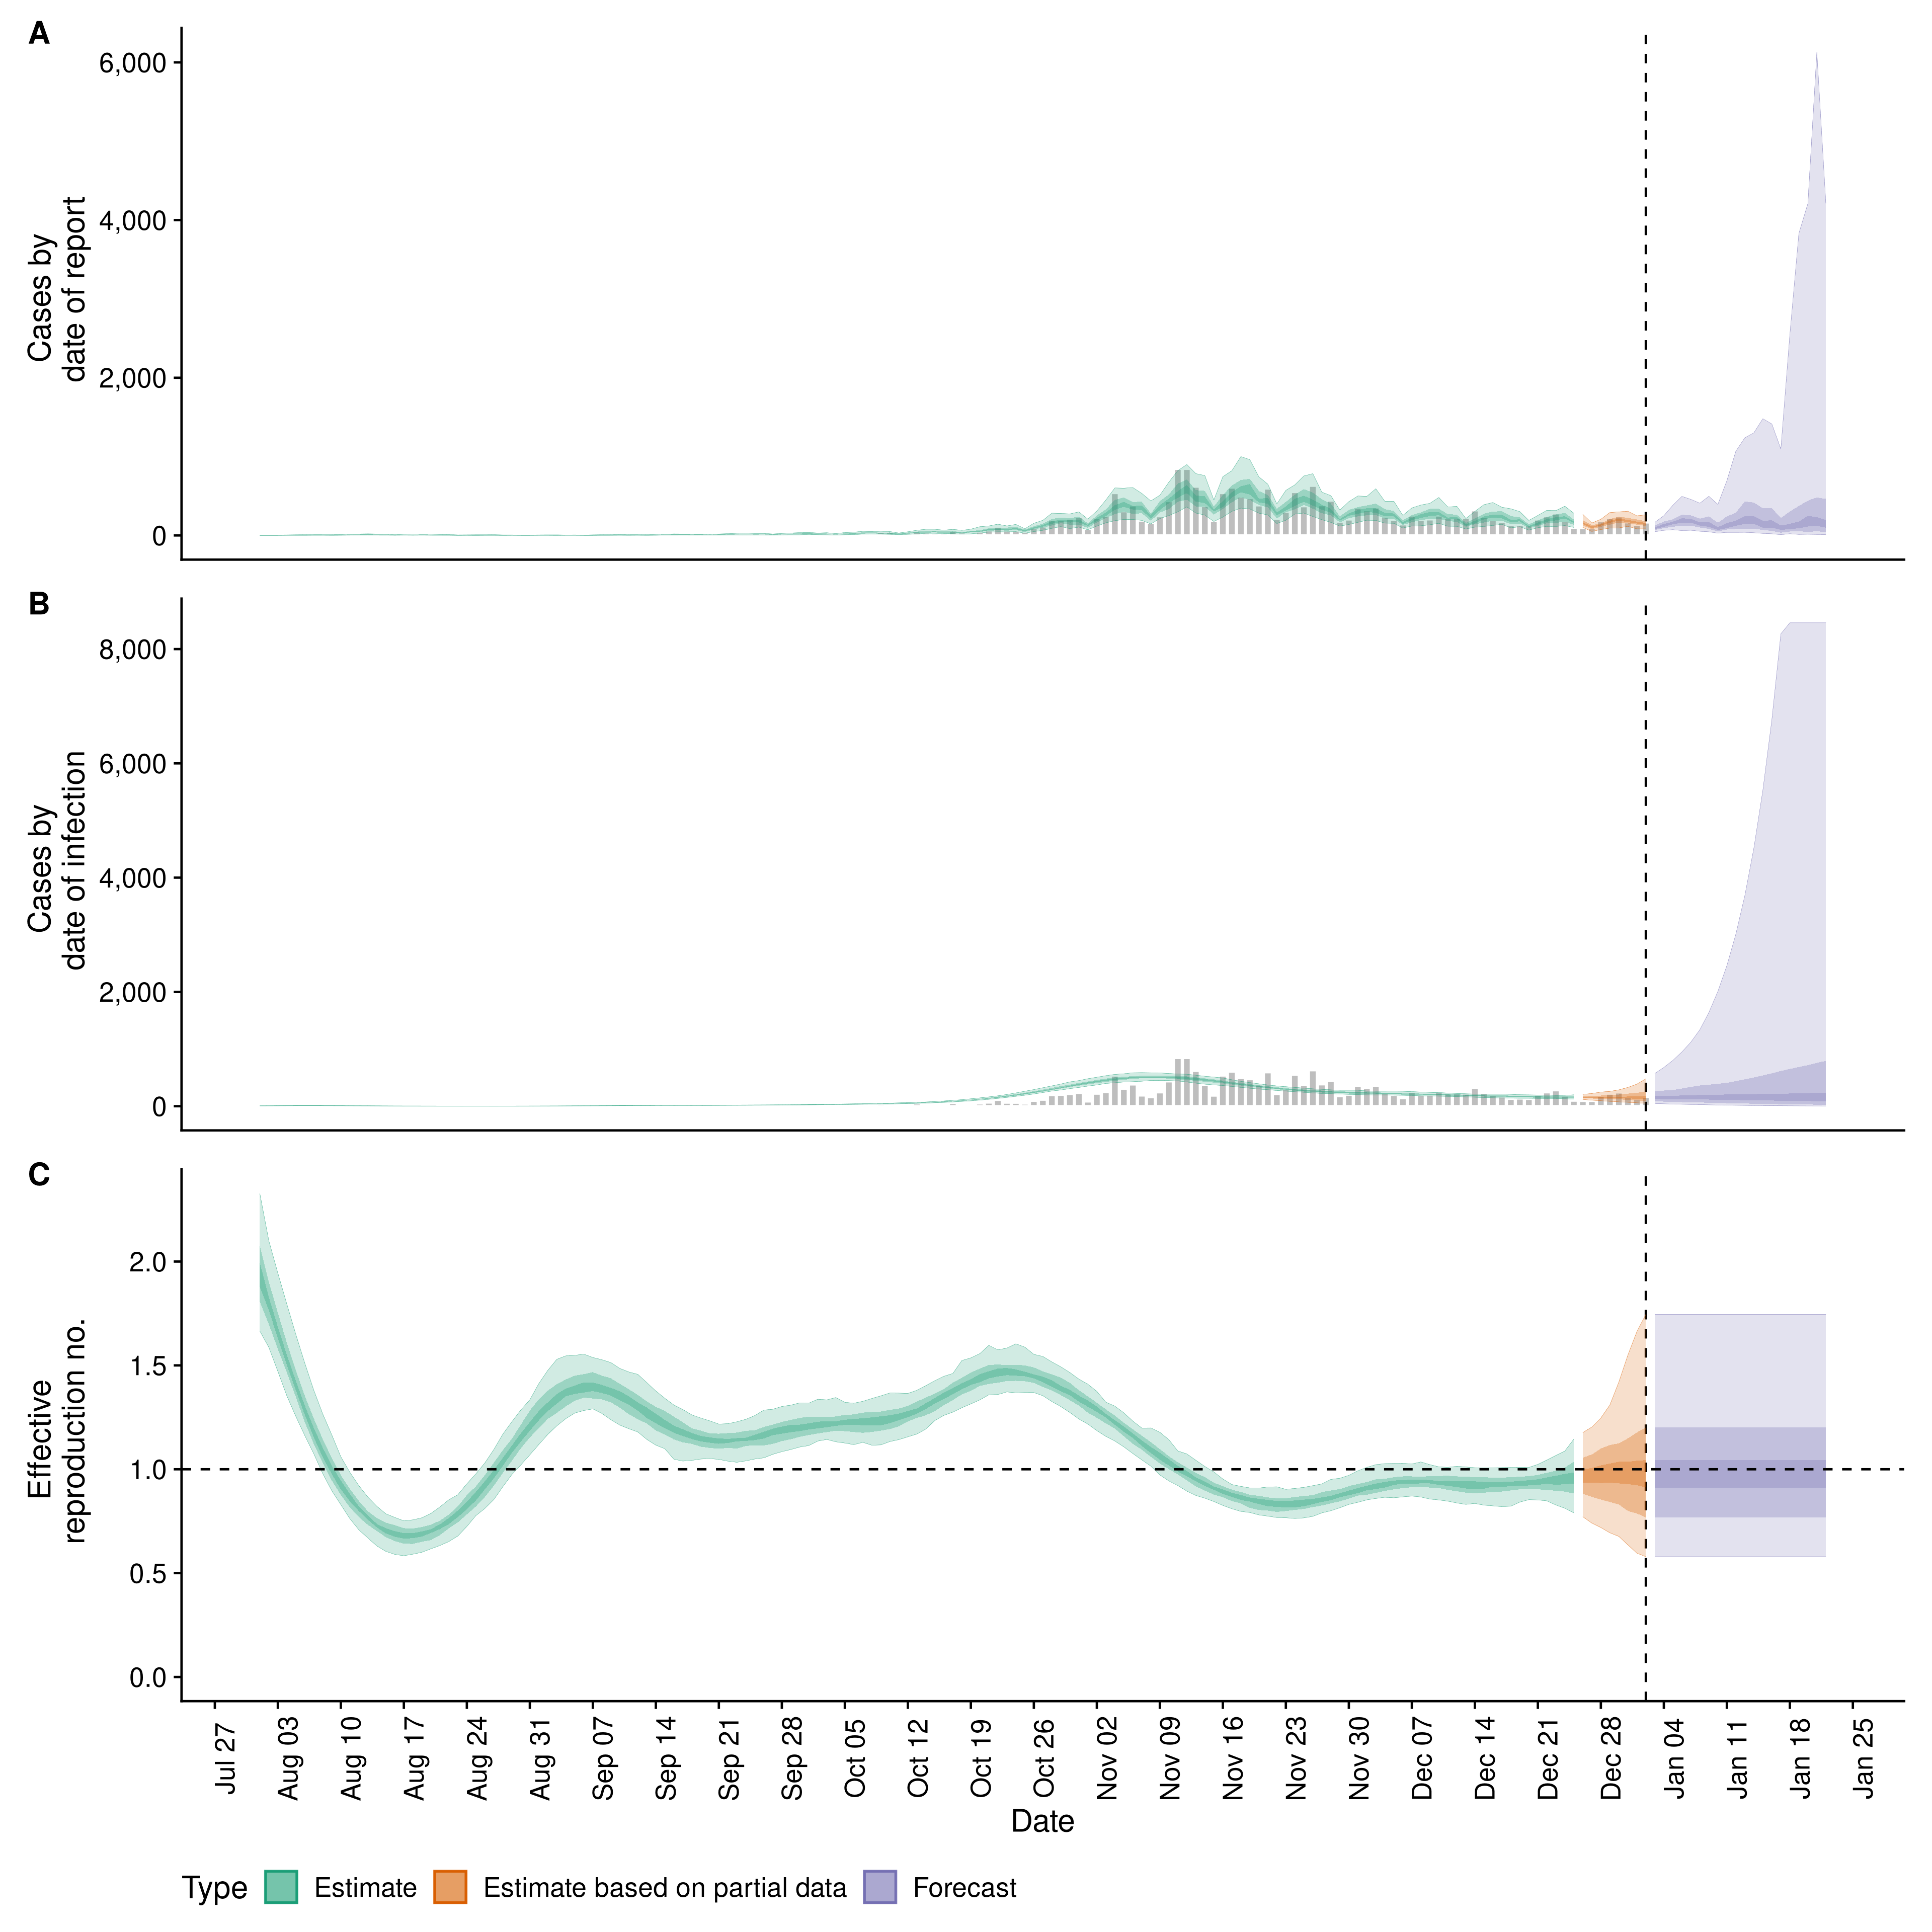 A
Cases by
date of report
6,000
4,000
2,000
0
B
Cases by
date of infection
8,000
6,000
4,000
2,000
0
C
Effective
reproduction no.
2.0
1.5
1.0
0.5
0.0
Jul 27
Aug 03
Aug 10
Aug 17
Aug 24
Aug 31
Sep 07
Sep 14
Sep 21
Sep 28
Oct 05
Oct 12
Oct 19
Oct 26
Nov 02
Nov 09
Nov 16
Nov 23
Nov 30
Dec 07
Dec 14
Dec 21
Dec 28
Jan 04
Jan 11
Jan 18
Jan 25
Date
Type Estimate Estimate based on partial data Forecast